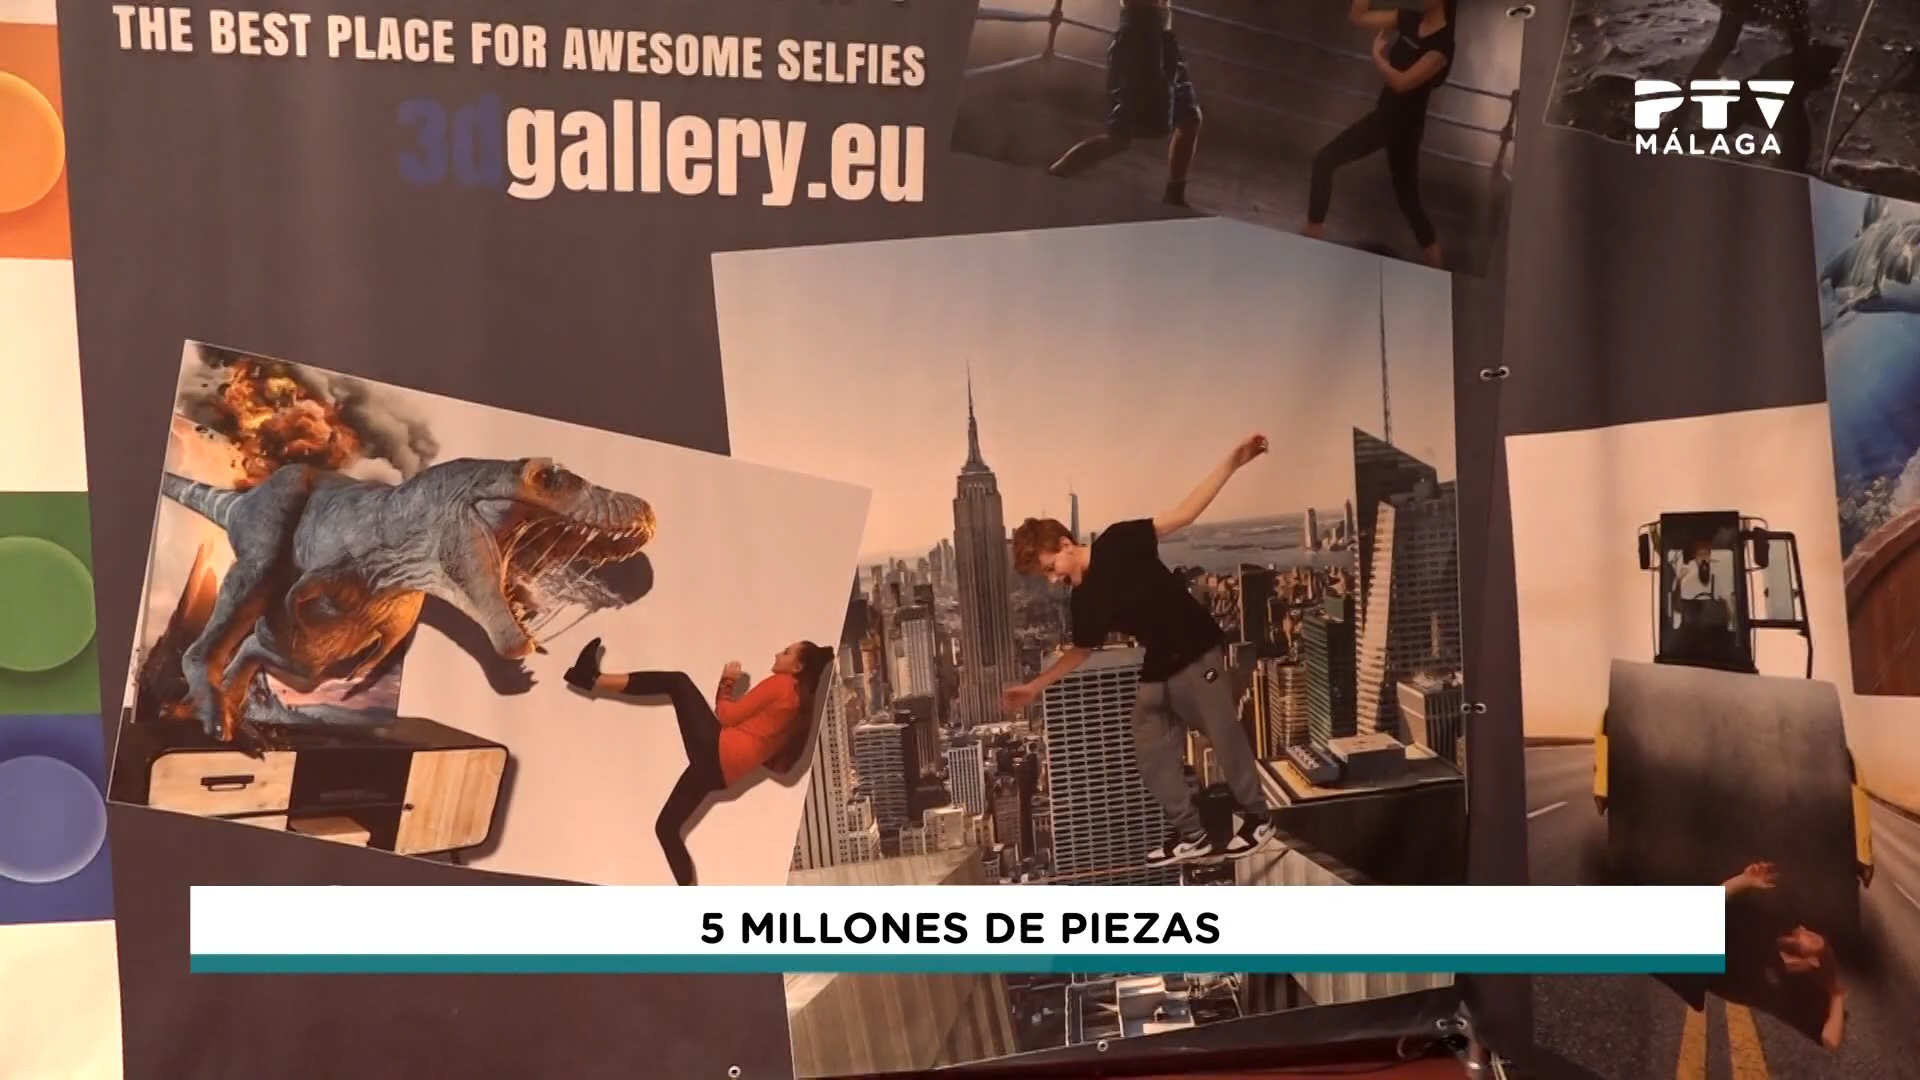 THE BEST PLACE FOR AWESOME SELFIES
3dgallery.eu
PTV
MÁLAGA
5 MILLONES DE PIEZAS